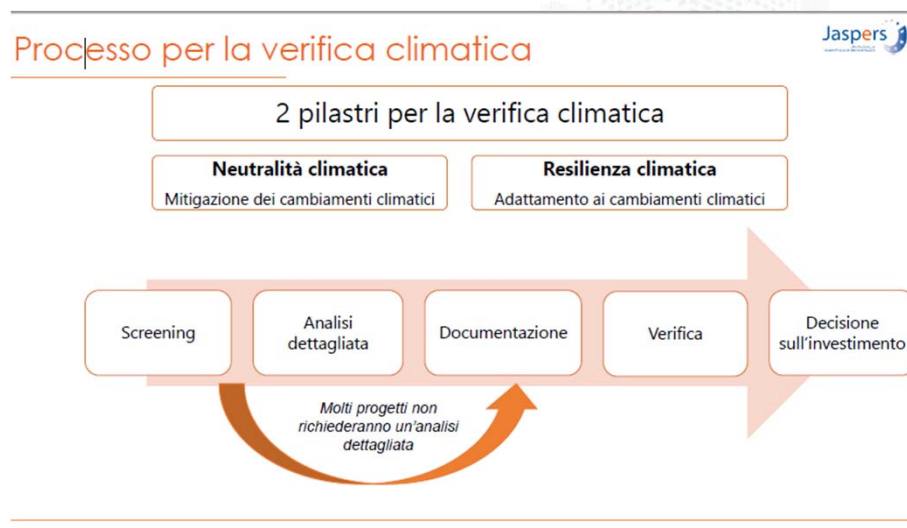 Processo per la verifica climatica
Jaspers
2 pilastri per la verifica climatica
Neutralità climatica
Mitigazione dei cambiamenti climatici
Resilienza climatica
Adattamento ai cambiamenti climatici
Screening
Analisi
dettagliata
Documentazione
Verifica
Decisione
sull'investimento
Molti progetti non
richiederanno un'analisi
dettagliata